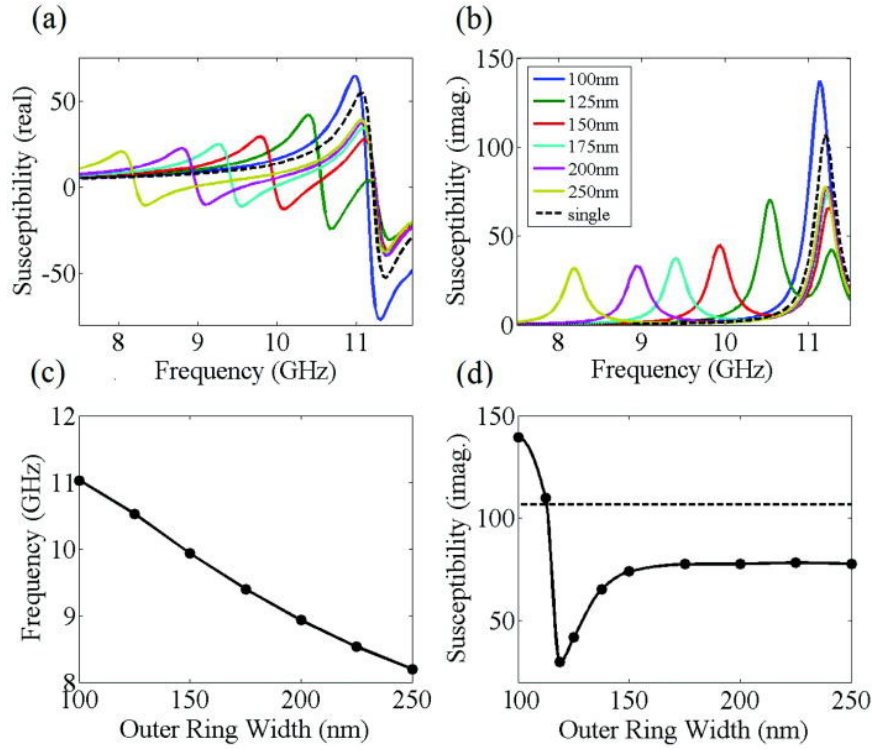 (a)
50
0
-50
Susceptibility (real)
8 9 10 11
Frequency (GHz)
(b)
150
100
50
0
Susceptibility (imag.)
100nm
125nm
150nm
175nm
200nm
250nm
single
8 9 10 11
Frequency (GHz)
(c)
12
11
10
9
8
Frequency (GHz)
100 150 200 250
Outer Ring Width (nm)
(d)
150
100
50
Susceptibility (imag.)
100 150 200 250
Outer Ring Width (nm)